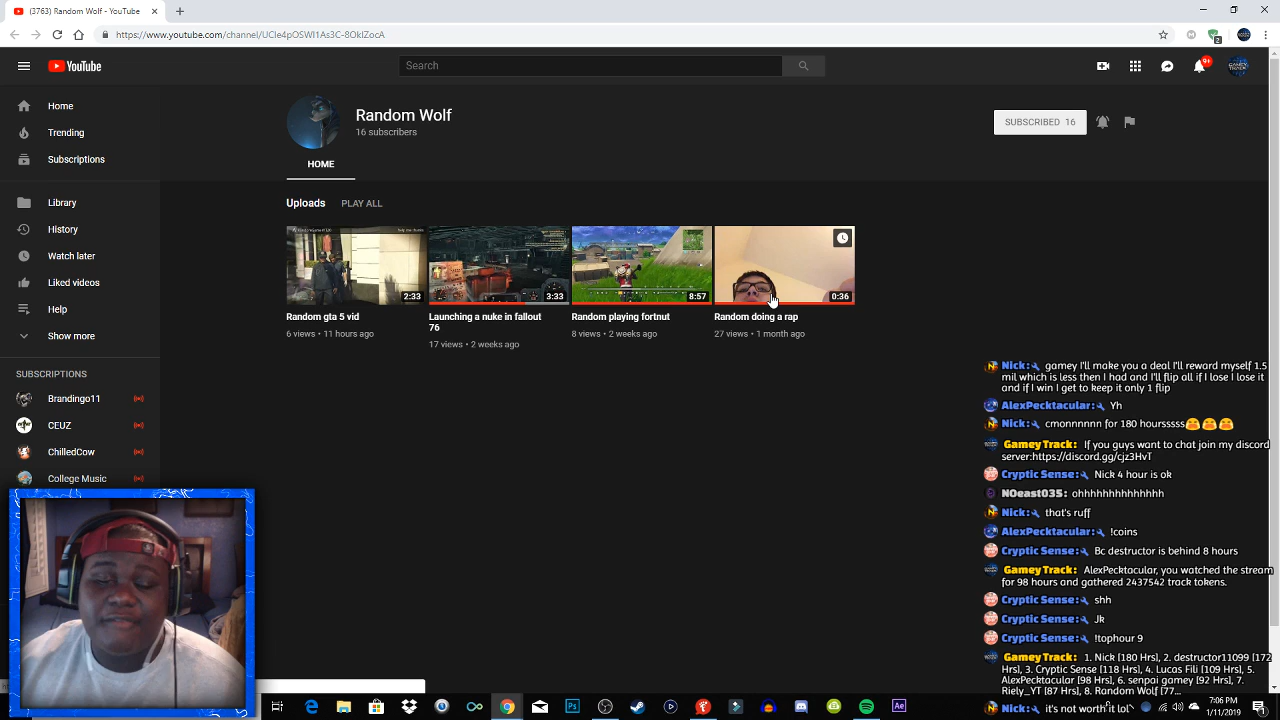 (3763) Random Wolf - YouTube
https://www.youtube.com/channel/UCIe4pOSWI1As3C-8OkIZocA
YouTube
Search
9+
Home
Trending
Subscriptions
Library
History
Watch later
Liked videos
Help
Show more
SUBSCRIPTIONS
Brandingo11
CEUZ
ChilledCow
College Music
Random Wolf
16 subscribers
SUBSCRIBED 16
HOME
Uploads PLAY ALL
2:33
3:33
8:57
0:36
Random gta 5 vid
6 views • 11 hours ago
Launching a nuke in fallout
76
17 views • 2 weeks ago
Random playing fortnut
8 views • 2 weeks ago
Random doing a rap
27 views • 1 month ago
Nick: gamey I'll make you a deal I'll reward myself 1.5
mil which is less then I had and I'll flip all if I lose I lose it
and if I win I get to keep it only 1 flip
AlexPecktacular: Yh
Nick: cmonnnnnn for 180 hoursssss
GameyTrack: If you guys want to chat join my discord
server:https://discord.gg/cjz3HvT
Cryptic Sense: Nick 4 hour is ok
NOeast035: ohhhhhhhhhhhhhh
Nick: that's ruff
AlexPecktacular: !coins
Cryptic Sense: Bc destructor is behind 8 hours
GameyTrack: AlexPecktacular, you watched the stream
for 98 hours and gathered 2437542 track tokens.
Cryptic Sense: shh
Cryptic Sense: Jk
Cryptic Sense: !tophour 9
GameyTrack: 1. Nick [180 Hrs], 2. destructor11099 [172
Hrs], 3. Cryptic Sense [118 Hrs], 4. Lucas Fili [109 Hrs], 5.
AlexPecktacular [98 Hrs], 6. senpai gamey [92 Hrs], 7.
Riely_YT [87 Hrs], 8. Random Wolf [77...
Nick: it's not worth it lol
7:06 PM
1/11/2019